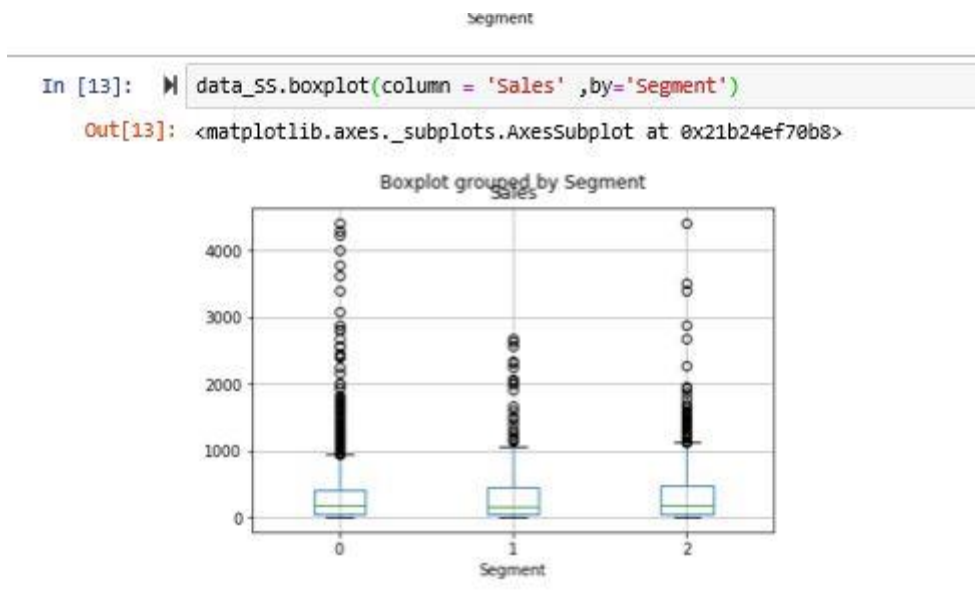 Segment
In [13]: data_SS.boxplot(column = 'Sales' ,by='Segment')
Out[13]: <matplotlib.axes._subplots.AxesSubplot at 0x21b24ef70b8>
Boxplot grouped by Segment
Sales
4000
3000
2000
1000
0
0 1 2
Segment